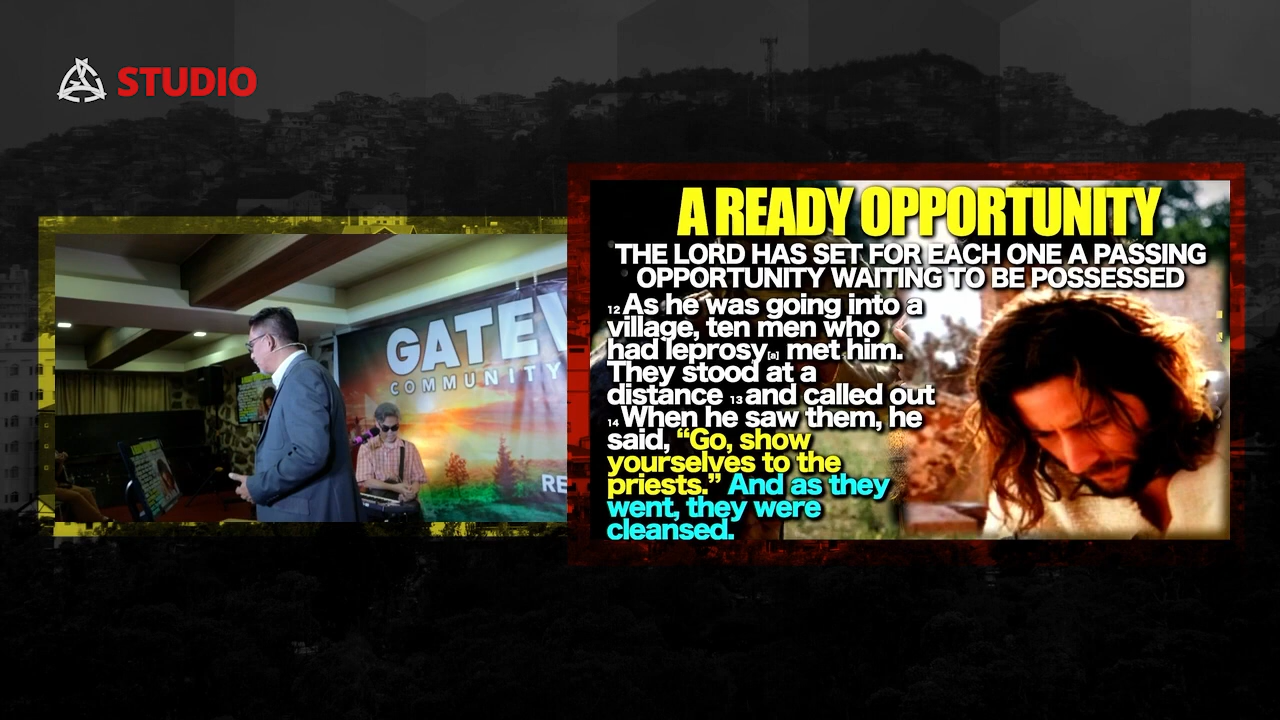 STUDIO
GATEW
COMMUNITY
RE
A READY OPPORTUNITY
THE LORD HAS SET FOR EACH ONE A PASSING
OPPORTUNITY WAITING TO BE POSSESSED
12 As he was going into a
village, ten men who
had leprosy[a] met him.
They stood at a
distance 13 and called out
14 When he saw them, he
said, “Go, show
yourselves to the
priests.” And as they
went, they were
cleansed.